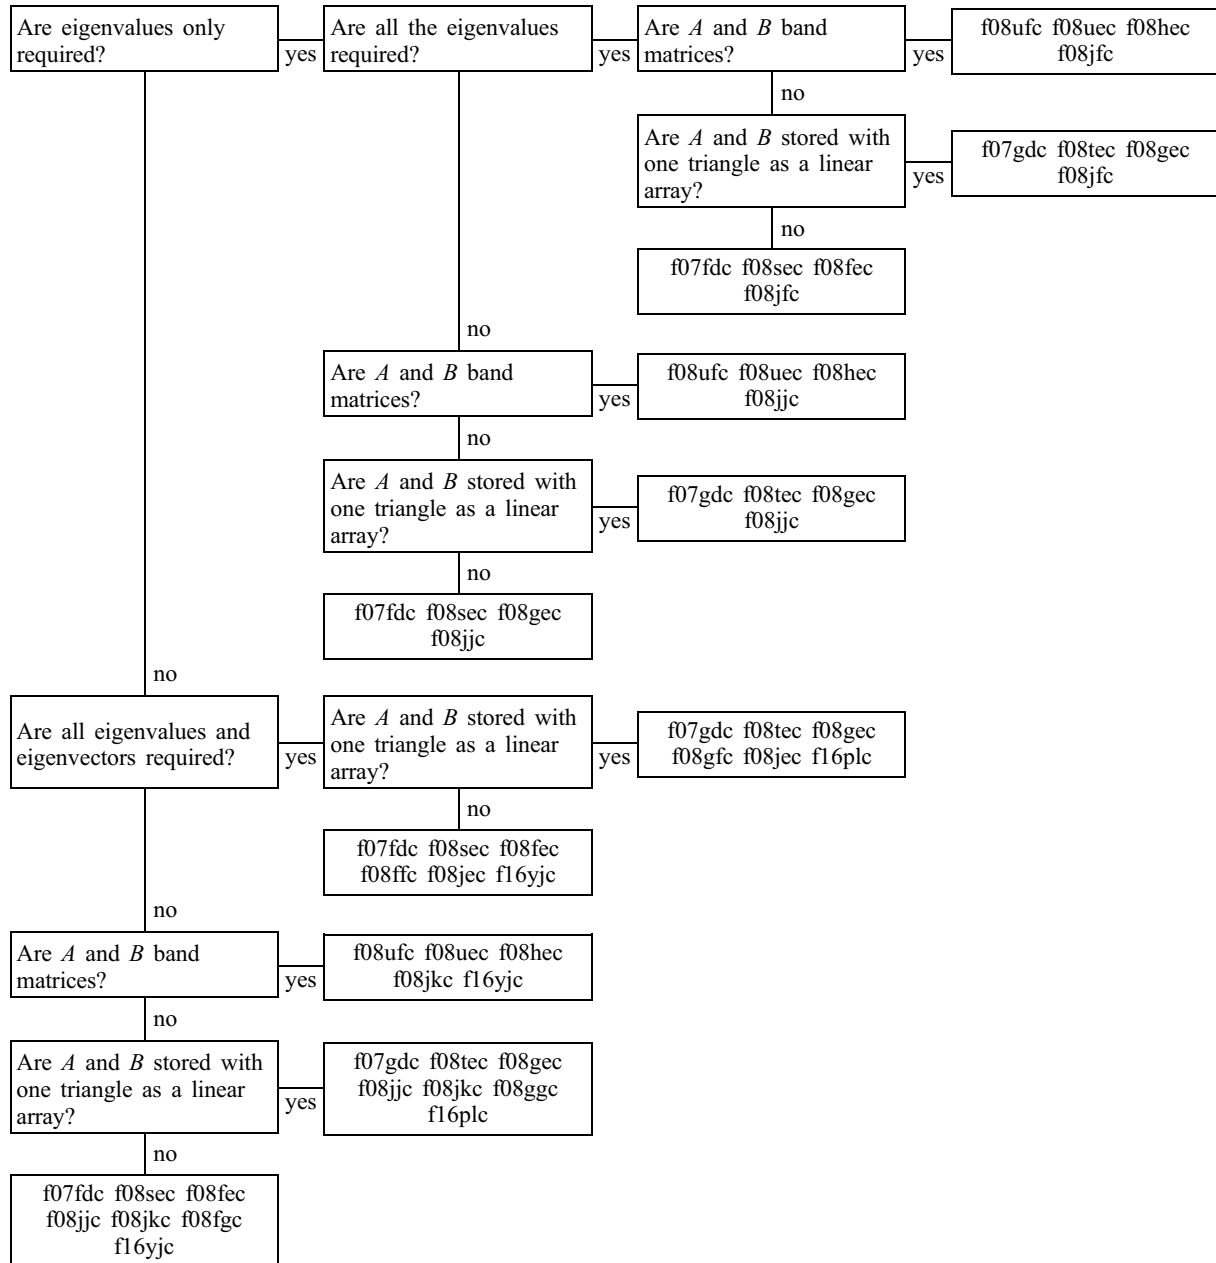 Are eigenvalues only
required?
yes
Are all the eigenvalues
required?
yes
Are A and B band
matrices?
yes
f08ufc f08uec f08hec
f08jfc
no
Are A and B stored with
one triangle as a linear
array?
yes
f07gdc f08tec f08gec
f08jfc
no
f07fdc f08sec f08fec
f08jfc
no
Are A and B band
matrices?
yes
f08ufc f08uec f08hec
f08jjc
no
Are A and B stored with
one triangle as a linear
array?
yes
f07gdc f08tec f08gec
f08jjc
no
f07fdc f08sec f08gec
f08jjc
no
Are all eigenvalues and
eigenvectors required?
yes
Are A and B stored with
one triangle as a linear
array?
yes
f07gdc f08tec f08gec
f08gfc f08jec f16plc
no
f07fdc f08sec f08fec
f08ffc f08jec f16yjc
no
Are A and B band
matrices?
yes
f08ufc f08uec f08hec
f08jkc f16yjc
no
Are A and B stored with
one triangle as a linear
array?
yes
f07gdc f08tec f08gec
f08jjc f08jkc f08ggc
f16plc
no
f07fdc f08sec f08fec
f08jjc f08jkc f08fgc
f16yjc